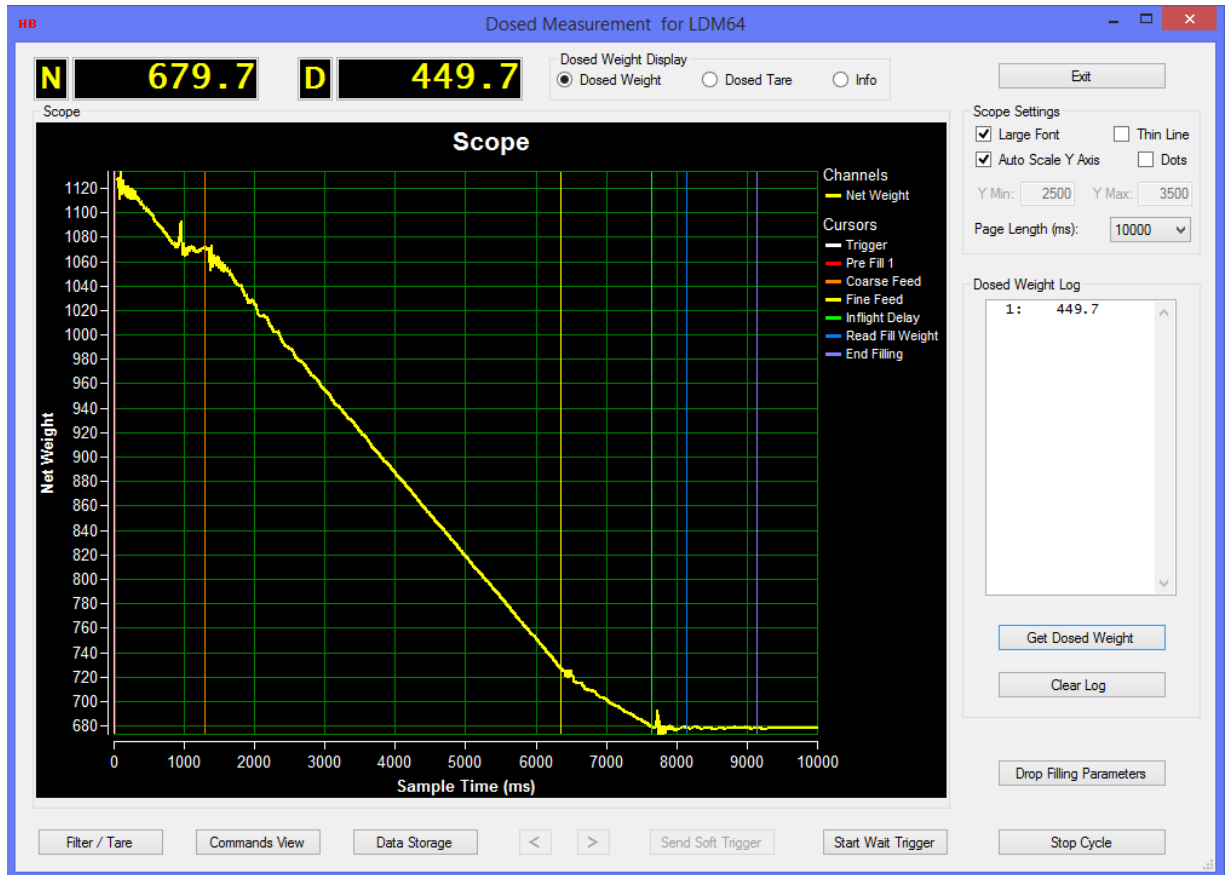 HB
Dosed Measurement for LDM64
N 679.7 D 449.7
Dosed Weight Display
Dosed Weight Dosed Tare Info
Exit
Scope
Scope
Channels
Net Weight
Cursors
Trigger
Pre Fill 1
Coarse Feed
Fine Feed
Inflight Delay
Read Fill Weight
End Filling
Net Weight
1120
1100
1080
1060
1040
1020
1000
980
960
940
920
900
880
860
840
820
800
780
760
740
720
700
680
0 1000 2000 3000 4000 5000 6000 7000 8000 9000 10000
Sample Time (ms)
Scope Settings
Large Font Thin Line
Auto Scale Y Axis Dots
Y Min: 2500 Y Max: 3500
Page Length (ms): 10000
Dosed Weight Log
1: 449.7
Get Dosed Weight
Clear Log
Drop Filling Parameters
Filter / Tare Commands View Data Storage < > Send Soft Trigger Start Wait Trigger Stop Cycle